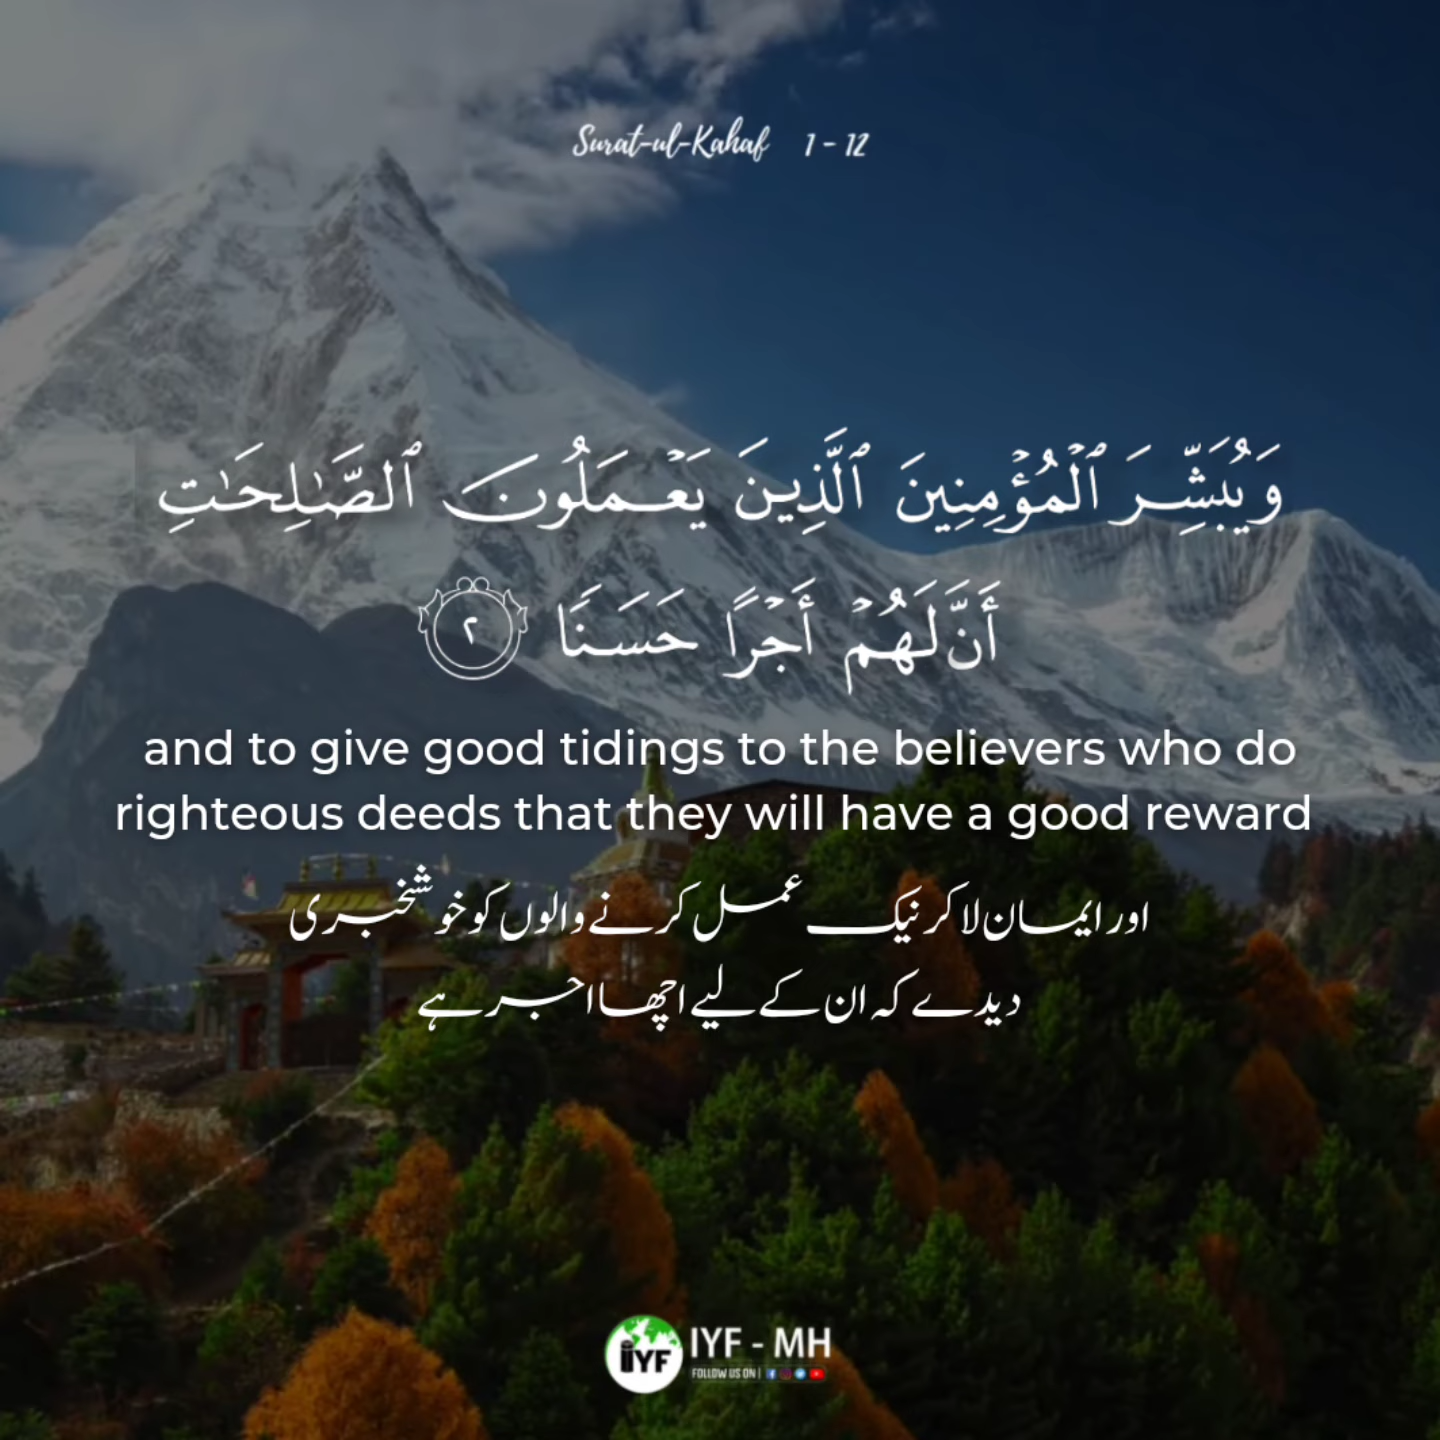 Surat-ul-Kahaf 1 - 12
وَيُبَشِّرَ ٱلْمُؤْمِنِينَ ٱلَّذِينَ يَعْمَلُونَ ٱلصَّـٰلِحَـٰتِ
أَنَّ لَهُمْ أَجْرًا حَسَنًا ٢
and to give good tidings to the believers who do
righteous deeds that they will have a good reward
اور ایمان لا کر نیک عمل کرنے والوں کو خوشخبری
دیدے کہ ان کے لیے اچھا اجر ہے
iIYF IYF - MH
FOLLOW US ON |